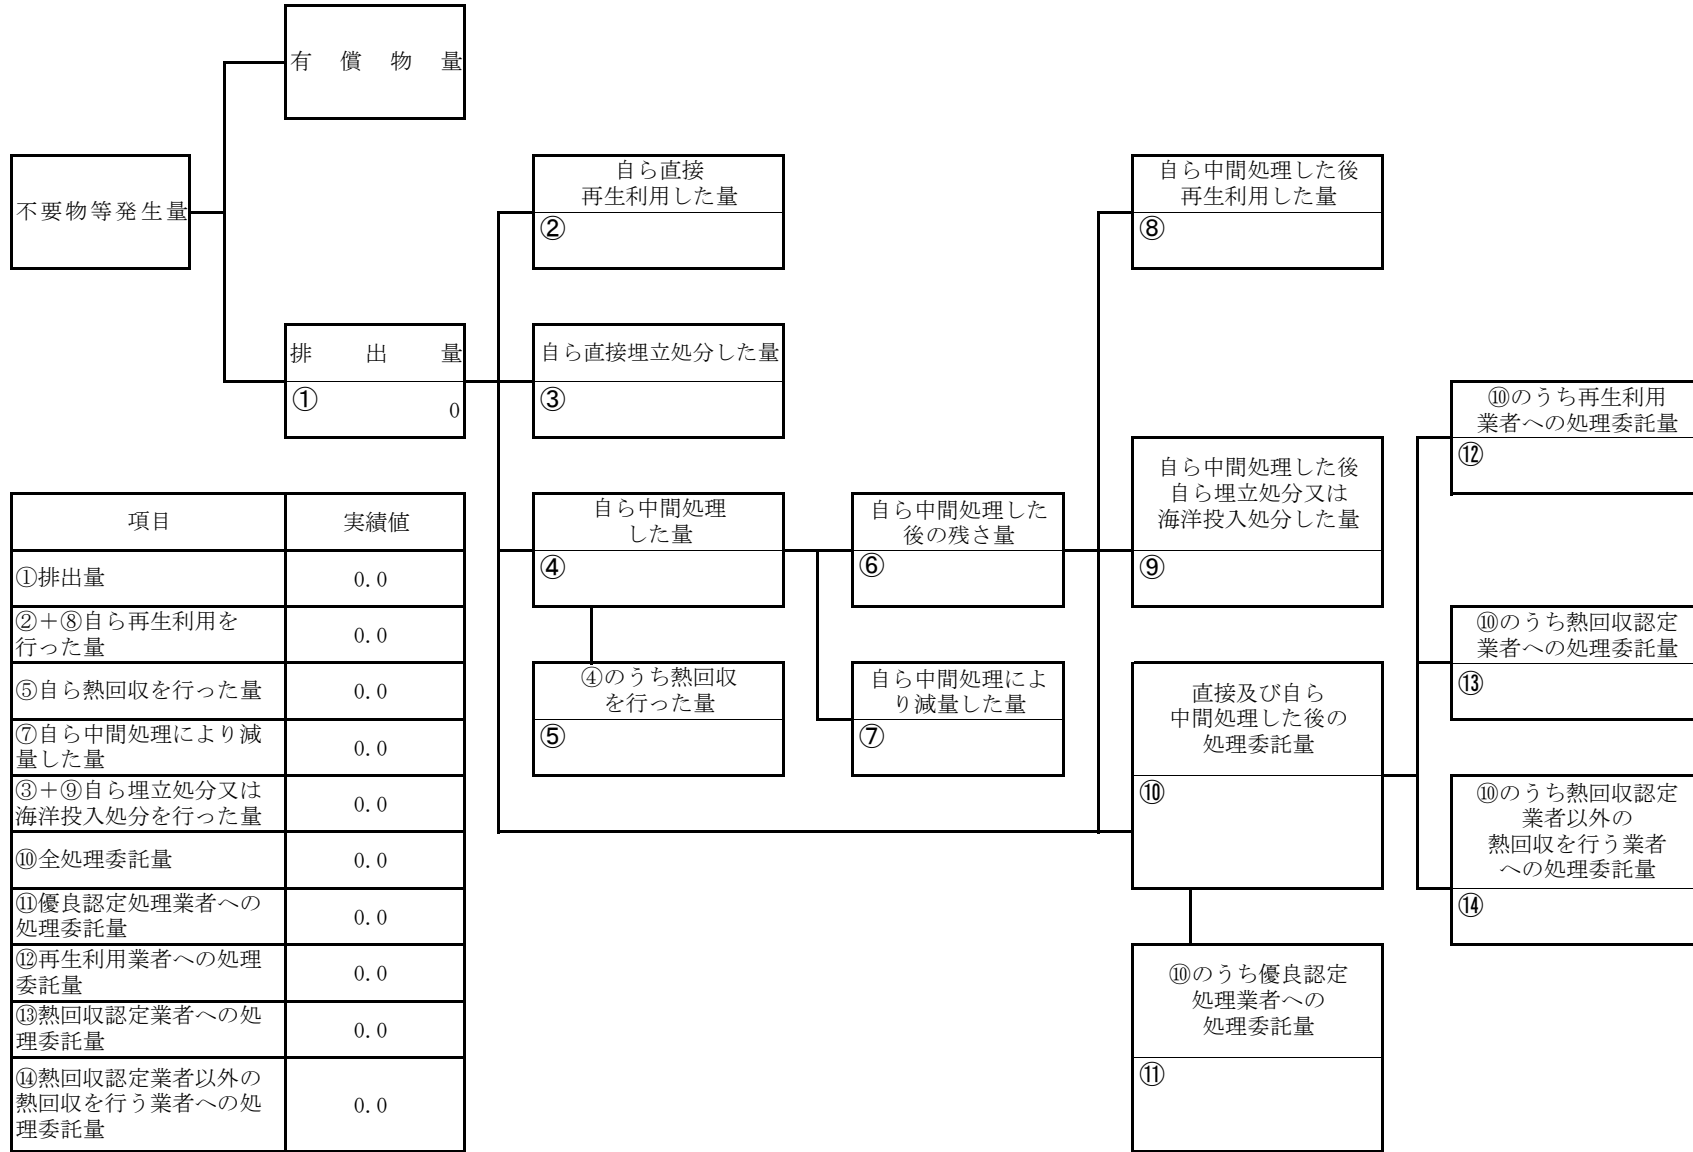 有償物量
不要物等発生量
自ら直接
再生利用した量
②
自ら中間処理した後
再生利用した量
⑧
排出量
①
0
自ら直接埋立処分した量
③
⑩のうち再生利用
業者への処理委託量
⑫
自ら中間処理
した量
④
自ら中間処理した
後の残さ量
⑥
自ら中間処理した後
自ら埋立処分又は
海洋投入処分した量
⑨
④のうち熱回収
を行った量
⑤
自ら中間処理によ
り減量した量
⑦
直接及び自ら
中間処理した後の
処理委託量
⑩
⑩のうち熱回収認定
業者への処理委託量
⑬
⑩のうち熱回収認定
業者以外の
熱回収を行う業者
への処理委託量
⑭
⑩のうち優良認定
処理業者への
処理委託量
⑪
項目 実績値
①排出量 0.0
②＋⑧自ら再生利用を
行った量 0.0
⑤自ら熱回収を行った量 0.0
⑦自ら中間処理により減
量した量 0.0
③＋⑨自ら埋立処分又は
海洋投入処分を行った量 0.0
⑩全処理委託量 0.0
⑪優良認定処理業者への
処理委託量 0.0
⑫再生利用業者への処理
委託量 0.0
⑬熱回収認定業者への処
理委託量 0.0
⑭熱回収認定業者以外の
熱回収を行う業者への処
理委託量 0.0